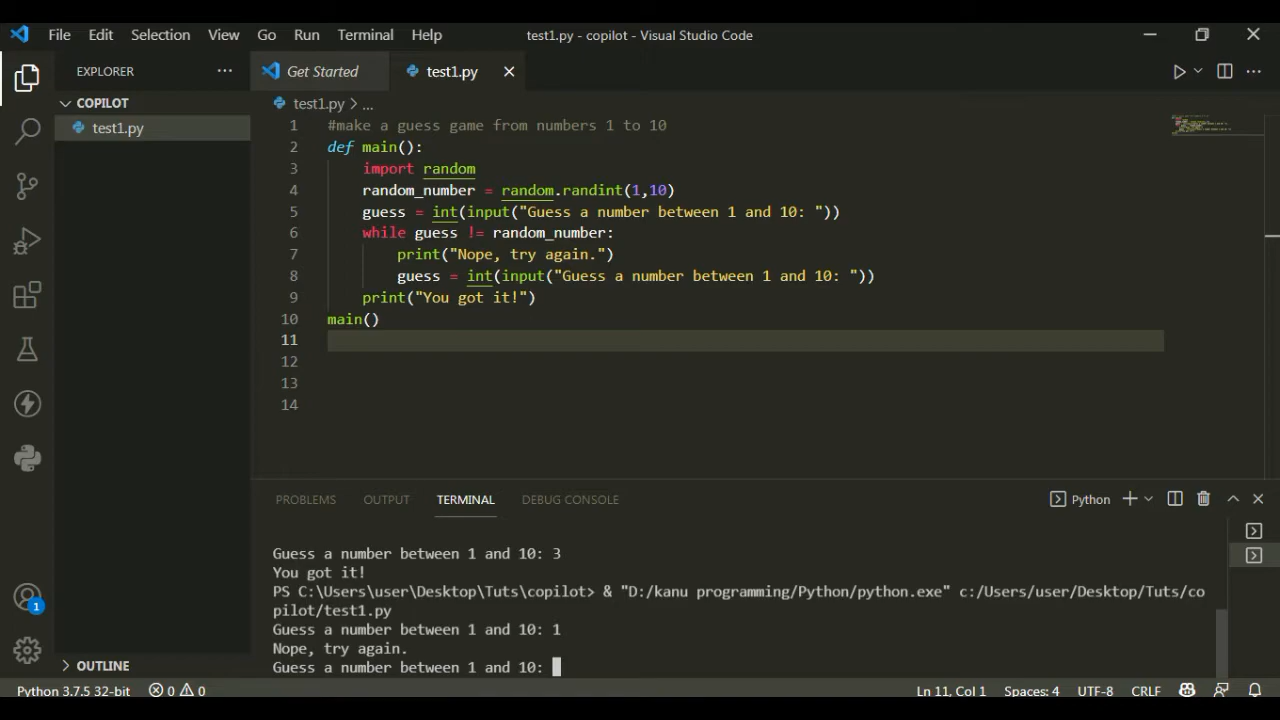 File Edit Selection View Go Run Terminal Help test1.py - copilot - Visual Studio Code
EXPLORER
Get Started
test1.py
COPILOT
test1.py
test1.py > ...
1 #make a guess game from numbers 1 to 10
2 def main():
3 import random
4 random_number = random.randint(1,10)
5 guess = int(input("Guess a number between 1 and 10: "))
6 while guess != random_number:
7 print("Nope, try again.")
8 guess = int(input("Guess a number between 1 and 10: "))
9 print("You got it!")
10 main()
11
12
13
14
PROBLEMS OUTPUT TERMINAL DEBUG CONSOLE
Python
Guess a number between 1 and 10: 3
You got it!
PS C:\Users\user\Desktop\Tuts\copilot> & "D:/kanu programming/Python/python.exe" c:/Users/user/Desktop/Tuts/co
pilot/test1.py
Guess a number between 1 and 10: 1
Nope, try again.
Guess a number between 1 and 10:
1
OUTLINE
Python 3.7.5 32-bit 0 0 Ln 11, Col 1 Spaces: 4 UTF-8 CRLF